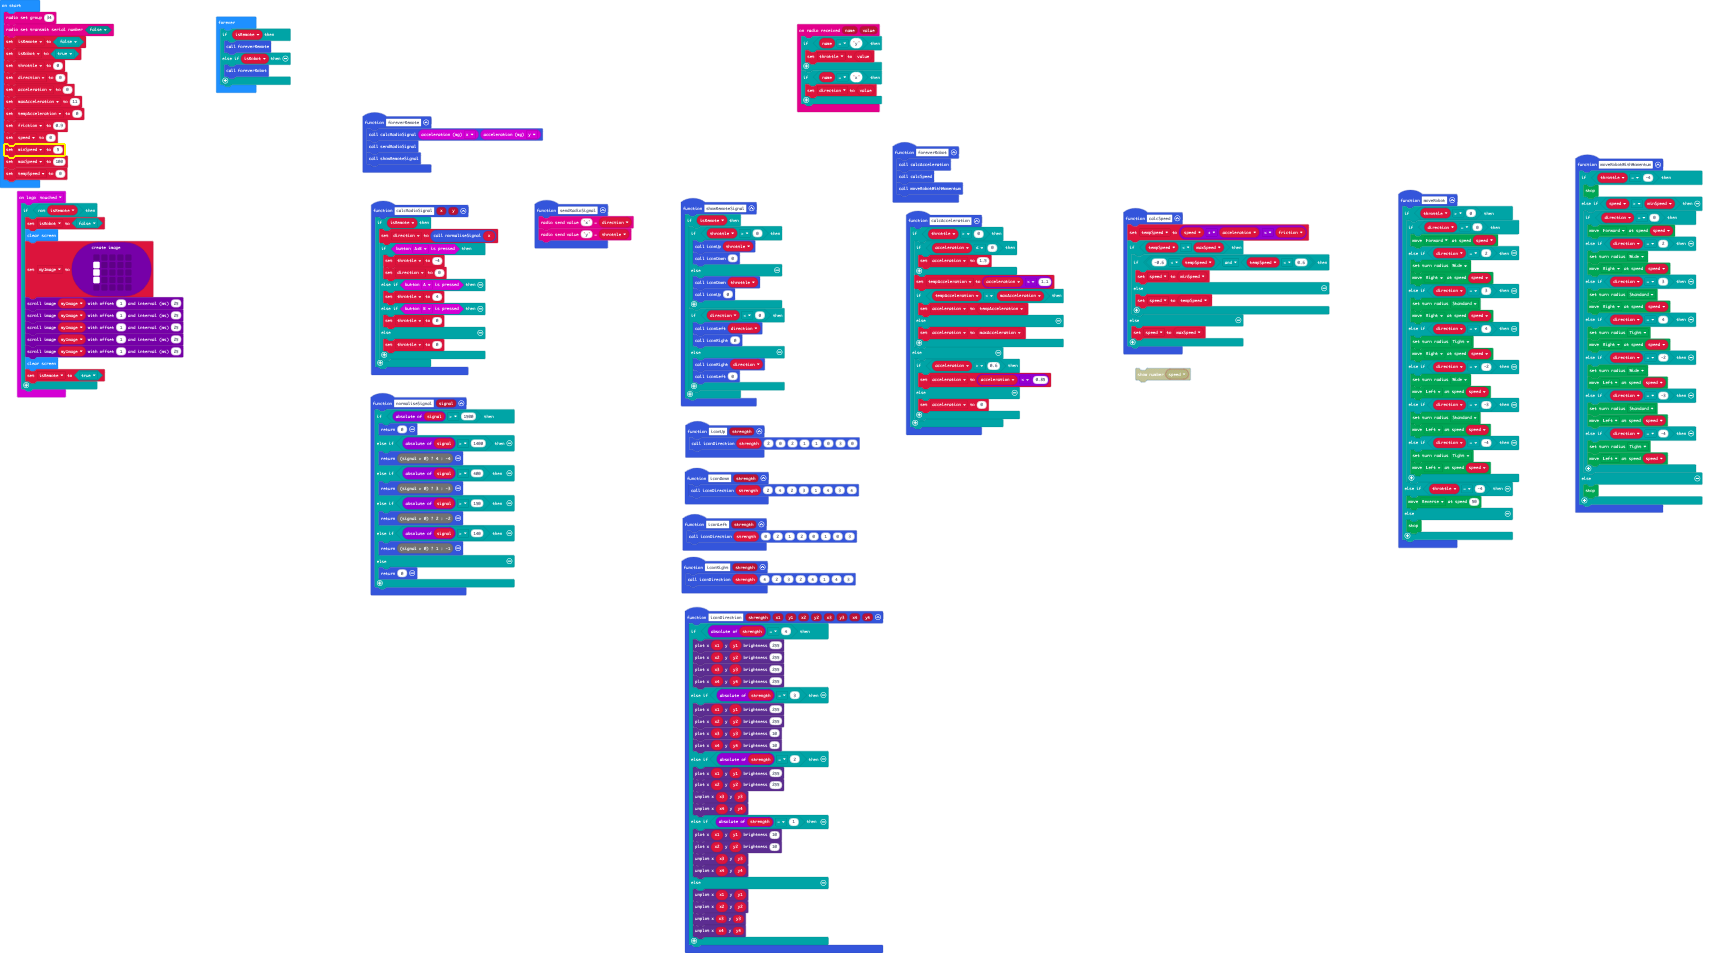 on start
radio set group
radio set transmit serial number false
set isRemote to false
set isRobot to true
set throttle to 0
set direction to 0
set acceleration to 0
set maxAcceleration to 11
set tempAcceleration to 0
set friction to 0.9
set speed to 0
set minSpeed to
set maxSpeed to 100
set tempSpeed to 0
on logo touched
if not isRemote then
set isRemote to false
clear screen
create image
set myImage to
scroll image myImage with offset 1 and interval (ms)
scroll image myImage with offset 1 and interval (ms)
scroll image myImage with offset 1 and interval (ms)
scroll image myImage with offset 1 and interval (ms)
scroll image myImage with offset 1 and interval (ms)
clear screen
set isRemote to true
forever
if isRemote then
call foreverRemote
else if isRobot then
call foreverRobot
function foreverRemote
call calcRadioSignal acceleration (mg) x acceleration (mg) y
call sendRadioSignal
call showRemoteSignal
function calcRadioSignal x y
if isRemote then
set direction to call normaliseSignal x
if button A+B is pressed then
set throttle to
set direction to 0
else if button A is pressed then
set throttle to
else if button B is pressed then
set throttle to
else
set throttle to 0
function normaliseSignal signal
if absolute of signal then
return 0
else if absolute of signal then
return
else if absolute of signal then
return
else if absolute of signal then
return
else if absolute of signal then
return
else
return 0
function sendRadioSignal
radio send value "x" = direction
radio send value "y" = throttle
function showRemoteSignal
if isRemote then
if throttle 0 then
call iconUp throttle
call iconDown 0
else
call iconDown throttle
call iconUp 0
if direction 0 then
call iconLeft direction
call iconRight 0
else
call iconRight direction
call iconLeft 0
function iconUp strength
call iconDirection strength
function iconDown strength
call iconDirection strength
function iconLeft strength
call iconDirection strength
function iconRight strength
call iconDirection strength
function iconDirection strength x1 y1 x2 y2 x3 y3 x4 y4
if absolute of strength = 4 then
plot x x1 y y1 brightness 255
plot x x2 y y2 brightness 255
plot x x3 y y3 brightness 255
plot x x4 y y4 brightness 255
else if absolute of strength = 3 then
plot x x1 y y1 brightness 255
plot x x2 y y2 brightness 255
plot x x3 y y3 brightness 10
plot x x4 y y4 brightness 10
else if absolute of strength = 2 then
plot x x1 y y1 brightness 255
plot x x2 y y2 brightness 255
unplot x x3 y y3
unplot x x4 y y4
else if absolute of strength = 1 then
plot x x1 y y1 brightness 10
plot x x2 y y2 brightness 10
unplot x x3 y y3
unplot x x4 y y4
else
unplot x x1 y y1
unplot x x2 y y2
unplot x x3 y y3
unplot x x4 y y4
on radio received name value
if name = "y" then
set throttle to value
if name = "x" then
set direction to value
function foreverRobot
call calcAcceleration
call calcSpeed
call moveRobotWithMomentum
function calcAcceleration
if throttle 0 then
if acceleration 0 then
set acceleration to
set tempAcceleration to acceleration
if tempAcceleration maxAcceleration then
set acceleration to tempAcceleration
else
set acceleration to maxAcceleration
else
if acceleration then
set acceleration to acceleration
else
set acceleration to 0
function calcSpeed
set tempSpeed to speed + acceleration × friction
if tempSpeed maxSpeed then
if tempSpeed and tempSpeed then
set speed to minSpeed
else
set speed to tempSpeed
else
set speed to maxSpeed
show number speed
function moveRobot
if throttle 0 then
if direction = 0 then
move Forward at speed speed
else if direction = 2 then
set turn radius Wide
move Right at speed speed
else if direction = 3 then
set turn radius Standard
move Right at speed speed
else if direction = 4 then
set turn radius Tight
move Right at speed speed
else if direction = -2 then
set turn radius Wide
move Left at speed speed
else if direction = -3 then
set turn radius Standard
move Left at speed speed
else if direction = -4 then
set turn radius Tight
move Left at speed speed
else if throttle = -4 then
move Reverse at speed
else
stop
function moveRobotWithMomentum
if throttle = -4 then
stop
else if speed minSpeed then
if direction = 0 then
move Forward at speed speed
else if direction = 2 then
set turn radius Wide
move Right at speed speed
else if direction = 3 then
set turn radius Standard
move Right at speed speed
else if direction = 4 then
set turn radius Tight
move Right at speed speed
else if direction = -2 then
set turn radius Wide
move Left at speed speed
else if direction = -3 then
set turn radius Standard
move Left at speed speed
else if direction = -4 then
set turn radius Tight
move Left at speed speed
else
stop